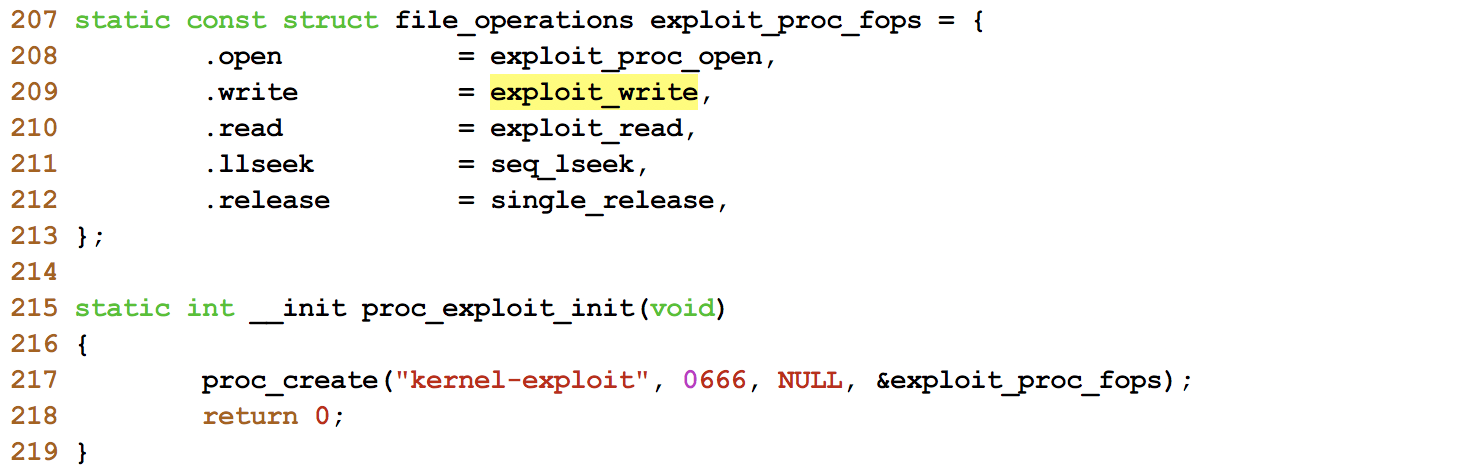 207 static const struct file_operations exploit_proc_fops = {
208         .open           = exploit_proc_open,
209         .write          = exploit_write,
210         .read           = exploit_read,
211         .llseek         = seq_lseek,
212         .release        = single_release,
213 };
214
215 static int __init proc_exploit_init(void)
216 {
217         proc_create("kernel-exploit", 0666, NULL, &exploit_proc_fops);
218         return 0;
219 }